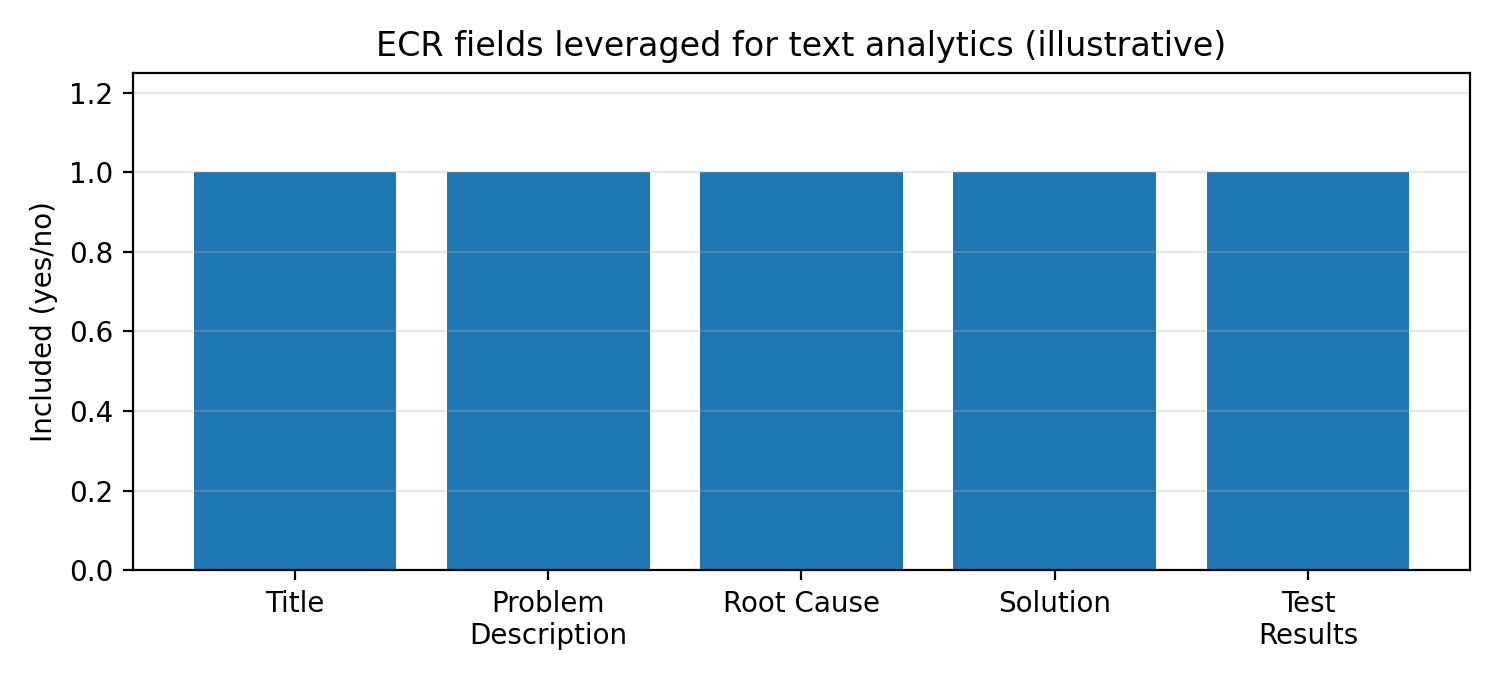 ECR fields leveraged for text analytics (illustrative)
Included (yes/no)
1.2
1.0
0.8
0.6
0.4
0.2
0.0
Title
Problem
Description
Root Cause
Solution
Test
Results